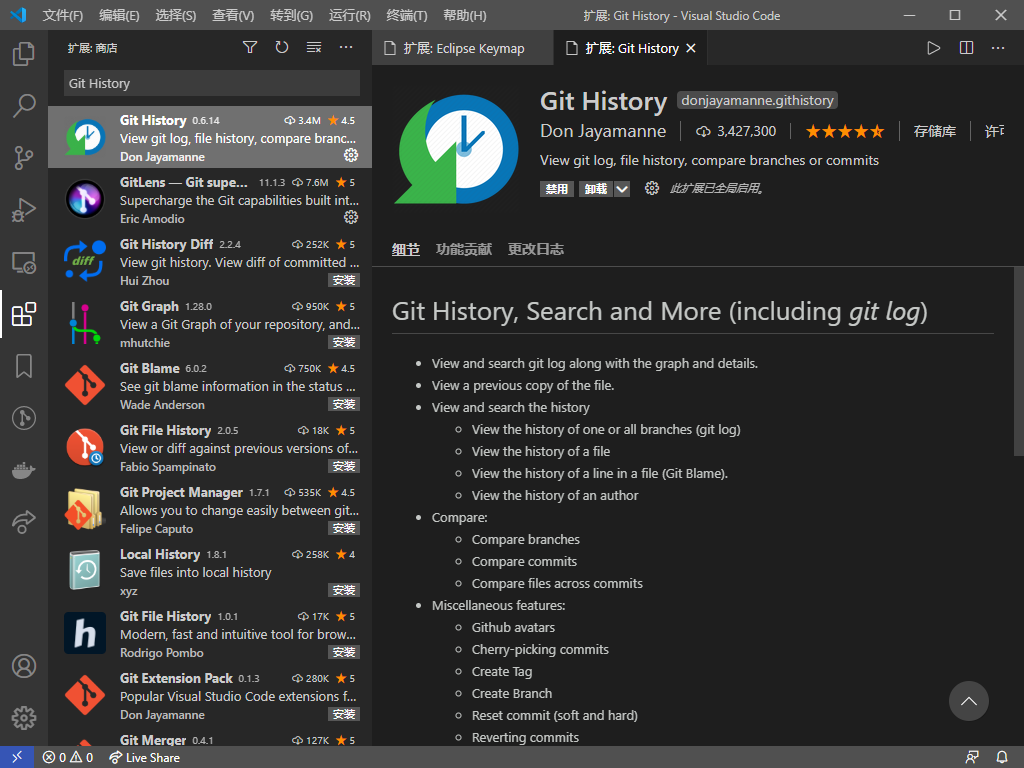 文件(F) 编辑(E) 选择(S) 查看(V) 转到(G) 运行(R) 终端(T) 帮助(H) 扩展: Git History - Visual Studio Code
扩展: 商店
Git History
Git History 0.6.14 3.4M 4.5
View git log, file history, compare branc...
Don Jayamanne
GitLens — Git supe... 11.1.3 7.6M 5
Supercharge the Git capabilities built int...
Eric Amodio
Git History Diff 2.2.4 252K 5
View git history. View diff of committed ...
Hui Zhou 安装
Git Graph 1.28.0 950K 5
View a Git Graph of your repository, and...
mhutchie 安装
Git Blame 6.0.2 750K 4.5
See git blame information in the status ...
Wade Anderson 安装
Git File History 2.0.5 18K 5
View or diff against previous versions of...
Fabio Spampinato 安装
Git Project Manager 1.7.1 535K 4.5
Allows you to change easily between git...
Felipe Caputo 安装
Local History 1.8.1 258K 4
Save files into local history
xyz 安装
Git File History 1.0.1 17K 5
Modern, fast and intuitive tool for brow...
Rodrigo Pombo 安装
Git Extension Pack 0.1.3 280K 5
Popular Visual Studio Code extensions f...
Don Jayamanne 安装
Git Merger 0.4.1 127K 5
diff
h
扩展: Eclipse Keymap 扩展: Git History
Git History donjayamanne.githistory
Don Jayamanne 3,427,300 存储库
View git log, file history, compare branches or commits
禁用 卸载 此扩展已全局启用。
细节 功能贡献 更改日志
Git History, Search and More (including git log)
• View and search git log along with the graph and details.
• View a previous copy of the file.
• View and search the history
◦ View the history of one or all branches (git log)
◦ View the history of a file
◦ View the history of a line in a file (Git Blame).
◦ View the history of an author
• Compare:
◦ Compare branches
◦ Compare commits
◦ Compare files across commits
• Miscellaneous features:
◦ Github avatars
◦ Cherry-picking commits
◦ Create Tag
◦ Create Branch
◦ Reset commit (soft and hard)
◦ Reverting commits
0 0 Live Share